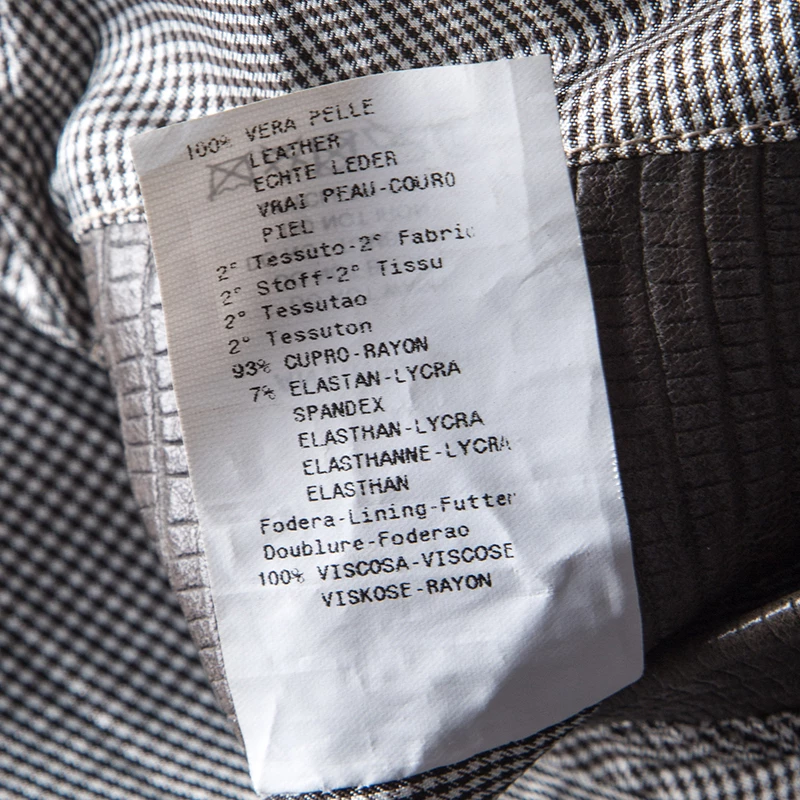 100% VERA PELLE
LEATHER
ECHTE LEDER
VRAI PEAU-COURO
PIEL
2° Tessuto-2° Fabric
2° Stoff-2° Tissu
2° Tessutao
2° Tessuton
93% CUPRO-RAYON
7% ELASTAN-LYCRA
SPANDEX
ELASTHAN-LYCRA
ELASTHANNE-LYCRA
ELASTHAN
Fodera-Lining-Futter
Doublure-Foderao
100% VISCOSA-VISCOSE
VISKOSE-RAYON